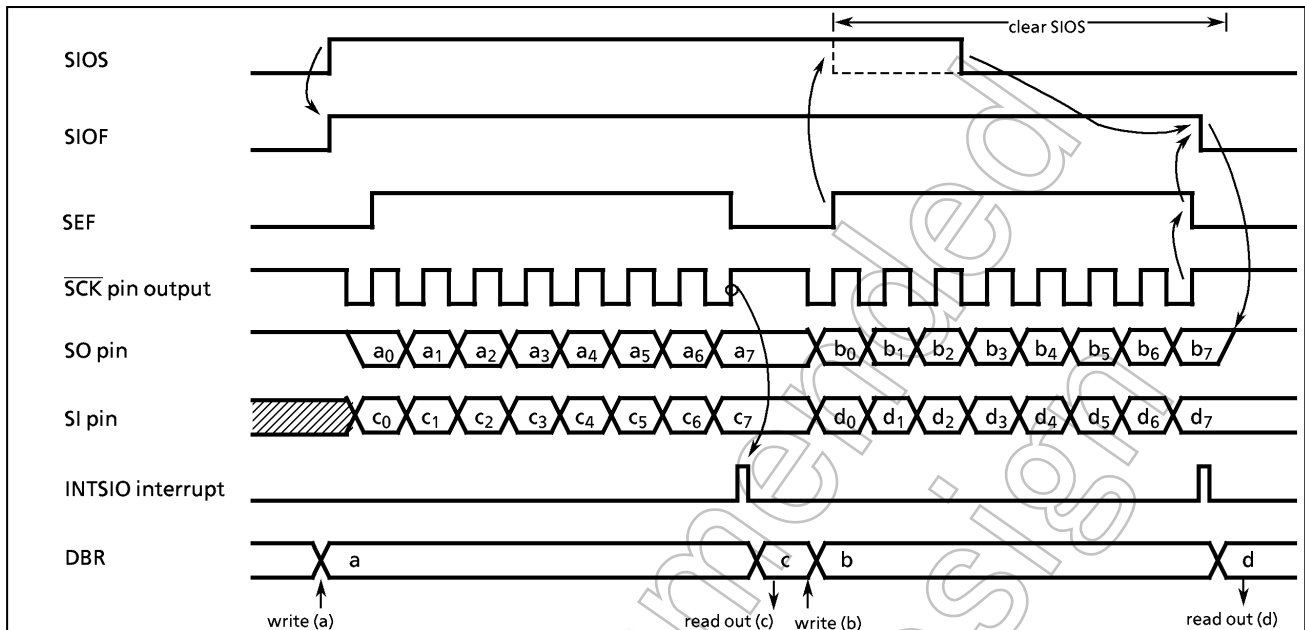 clear SIOS
SIOS
SIOF
SEF
SCK pin output
SO pin a0 a1 a2 a3 a4 a5 a6 a7 b0 b1 b2 b3 b4 b5 b6 b7
SI pin c0 c1 c2 c3 c4 c5 c6 c7 d0 d1 d2 d3 d4 d5 d6 d7
INTSIO interrupt
DBR a c b d
write (a) read out (c) write (b) read out (d)